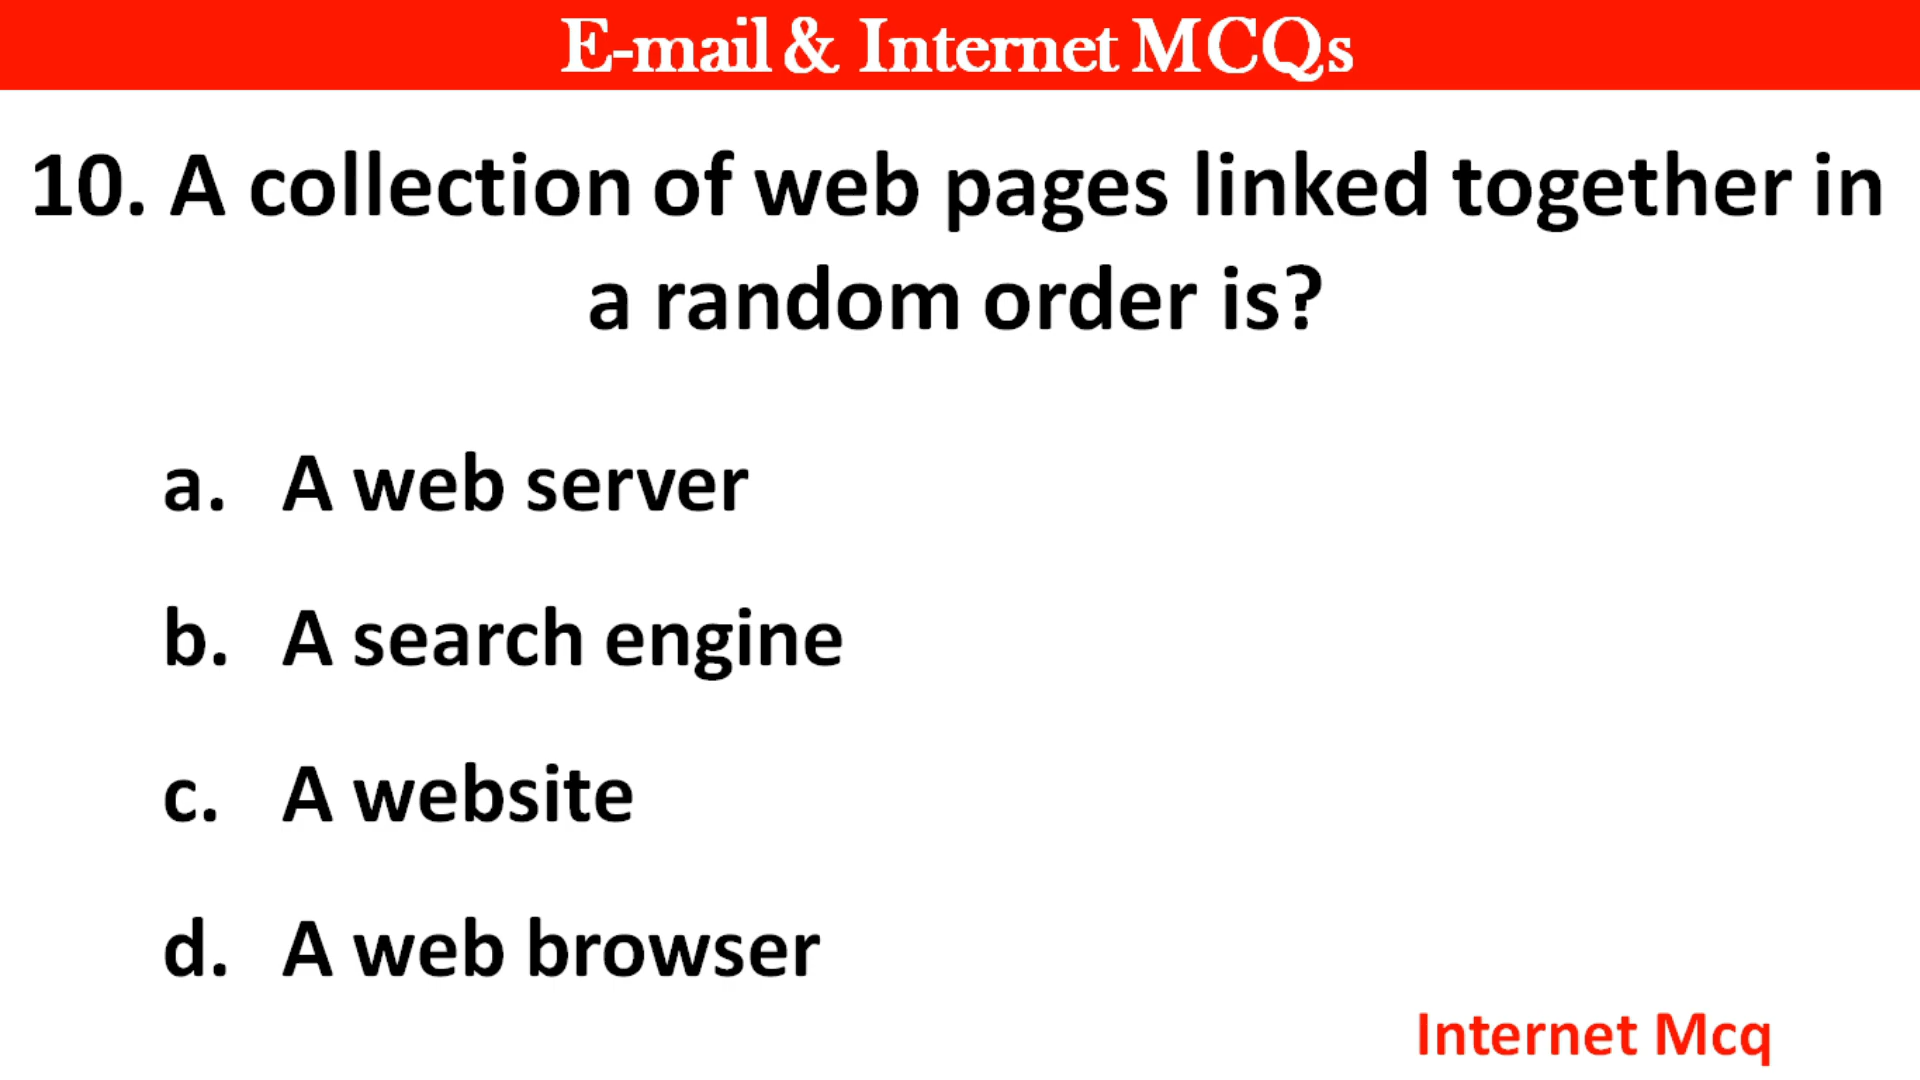 E-mail & Internet MCQs
10. A collection of web pages linked together in
a random order is?
a. A web server
b. A search engine
c. A website
d. A web browser
Internet Mcq